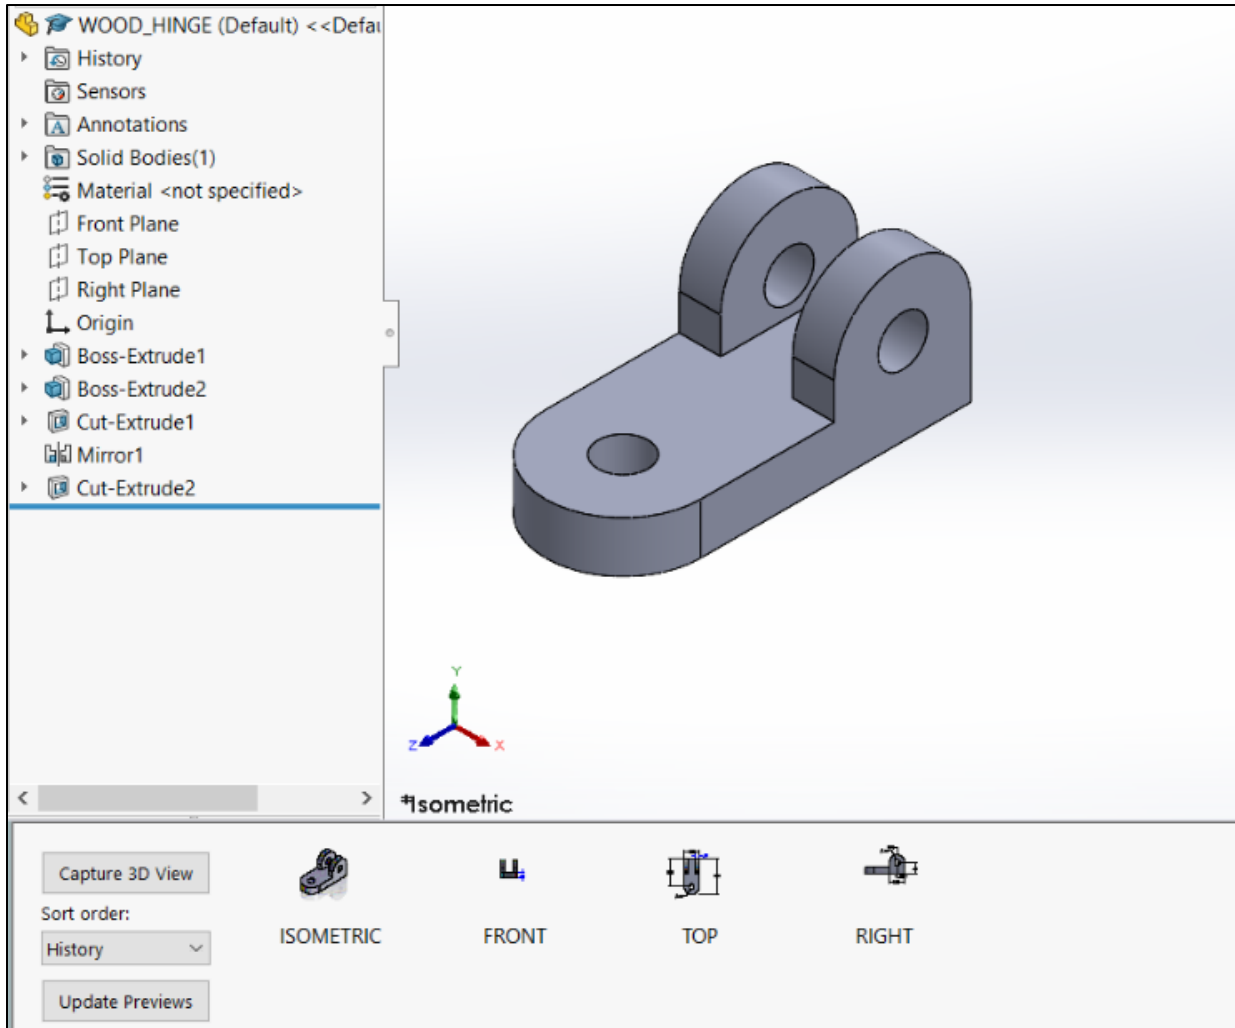 WOOD_HINGE (Default) <<Defau
History
Sensors
Annotations
Solid Bodies(1)
Material <not specified>
Front Plane
Top Plane
Right Plane
Origin
Boss-Extrude1
Boss-Extrude2
Cut-Extrude1
Mirror1
Cut-Extrude2
Y
Z X
*Isometric
Capture 3D View
Sort order:
History
Update Previews
ISOMETRIC FRONT TOP RIGHT